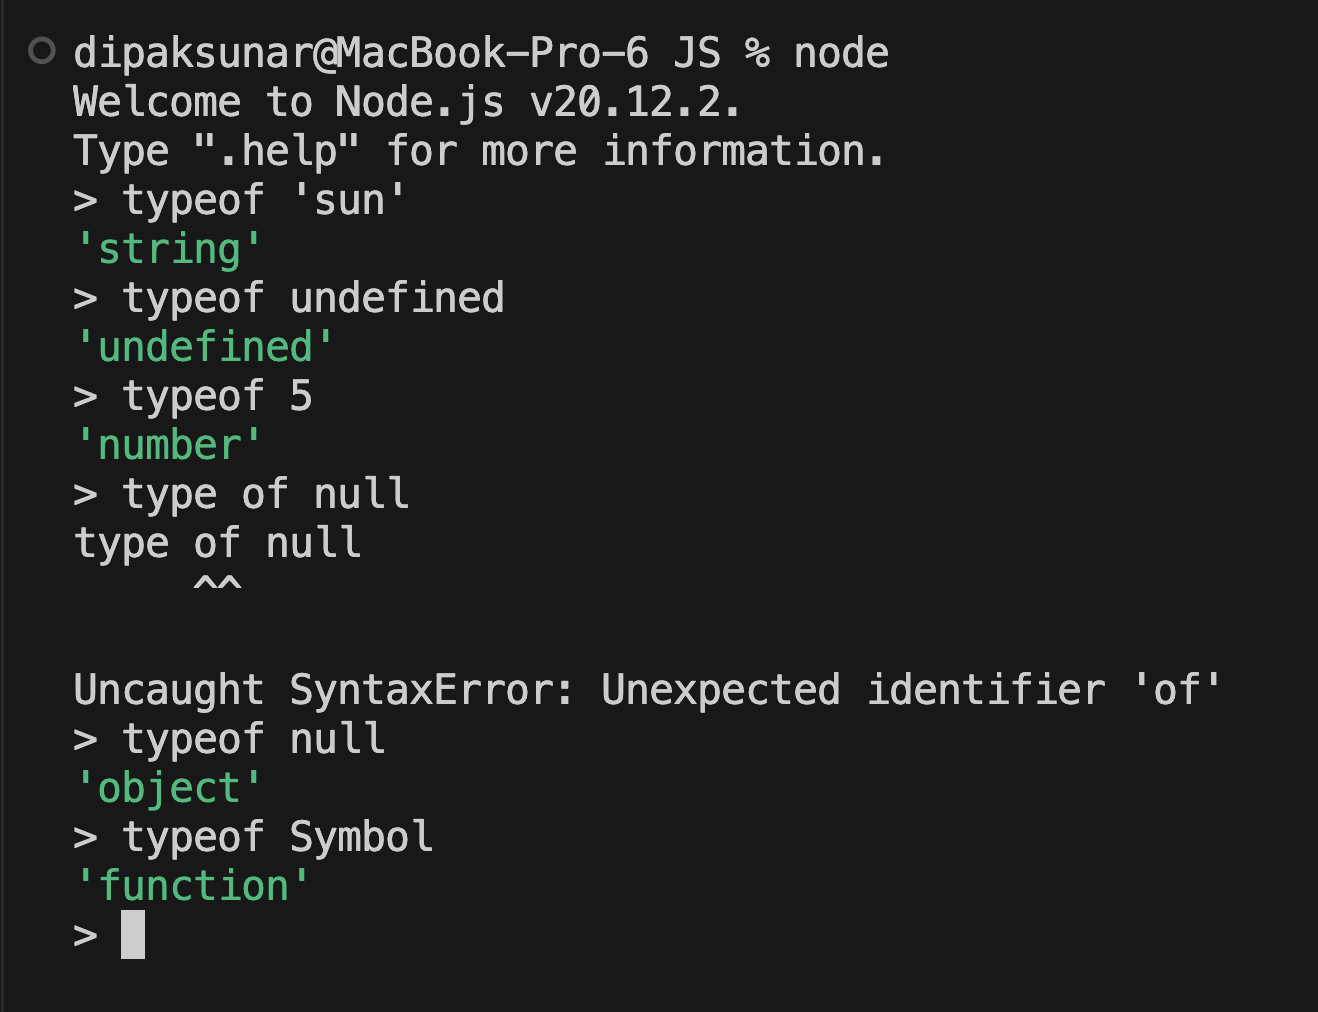 dipaksunar@MacBook-Pro-6 JS % node
Welcome to Node.js v20.12.2.
Type ".help" for more information.
> typeof 'sun'
'string'
> typeof undefined
'undefined'
> typeof 5
'number'
> type of null
type of null
     ^^
Uncaught SyntaxError: Unexpected identifier 'of'
> typeof null
'object'
> typeof Symbol
'function'
>